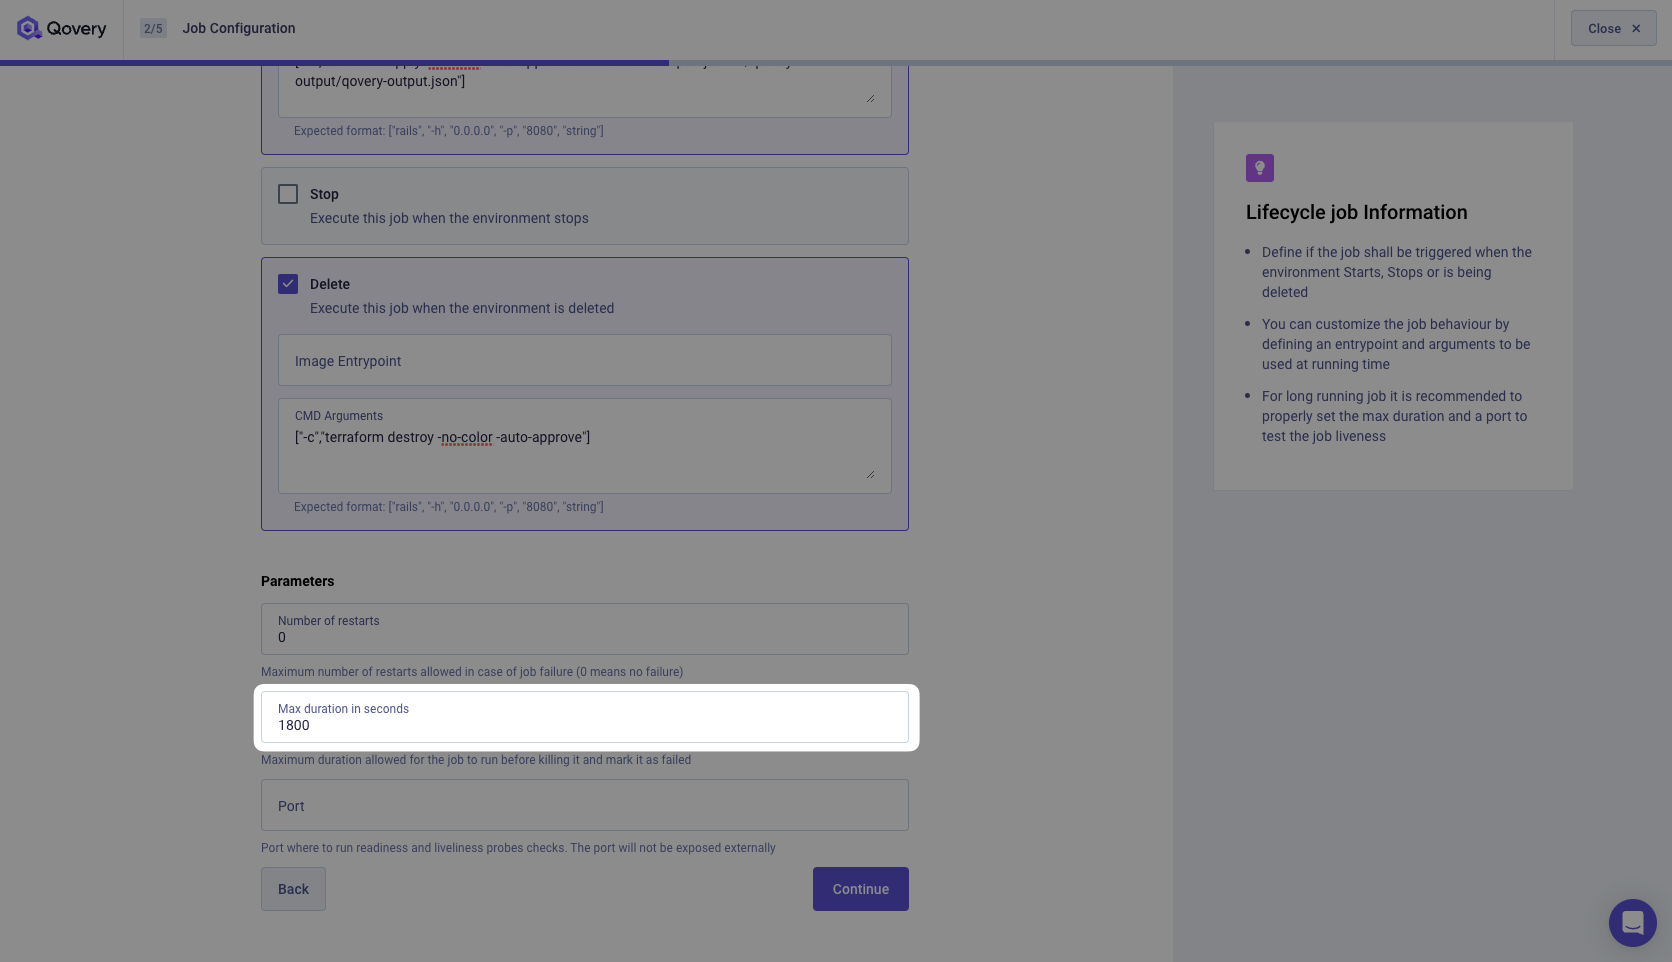 Qovery
2/5
Job Configuration
Close
output/qovery-output.json"]
Expected format: ["rails", "-h", "0.0.0.0", "-p", "8080", "string"]
Stop
Execute this job when the environment stops
Delete
Execute this job when the environment is deleted
Image Entrypoint
CMD Arguments
["-c","terraform destroy -no-color -auto-approve"]
Expected format: ["rails", "-h", "0.0.0.0", "-p", "8080", "string"]
Parameters
Number of restarts
0
Maximum number of restarts allowed in case of job failure (0 means no failure)
Max duration in seconds
1800
Maximum duration allowed for the job to run before killing it and mark it as failed
Port
Port where to run readiness and liveliness probes checks. The port will not be exposed externally
Back
Continue
Lifecycle job Information
Define if the job shall be triggered when the
environment Starts, Stops or is being
deleted
You can customize the job behaviour by
defining an entrypoint and arguments to be
used at running time
For long running job it is recommended to
properly set the max duration and a port to
test the job liveness